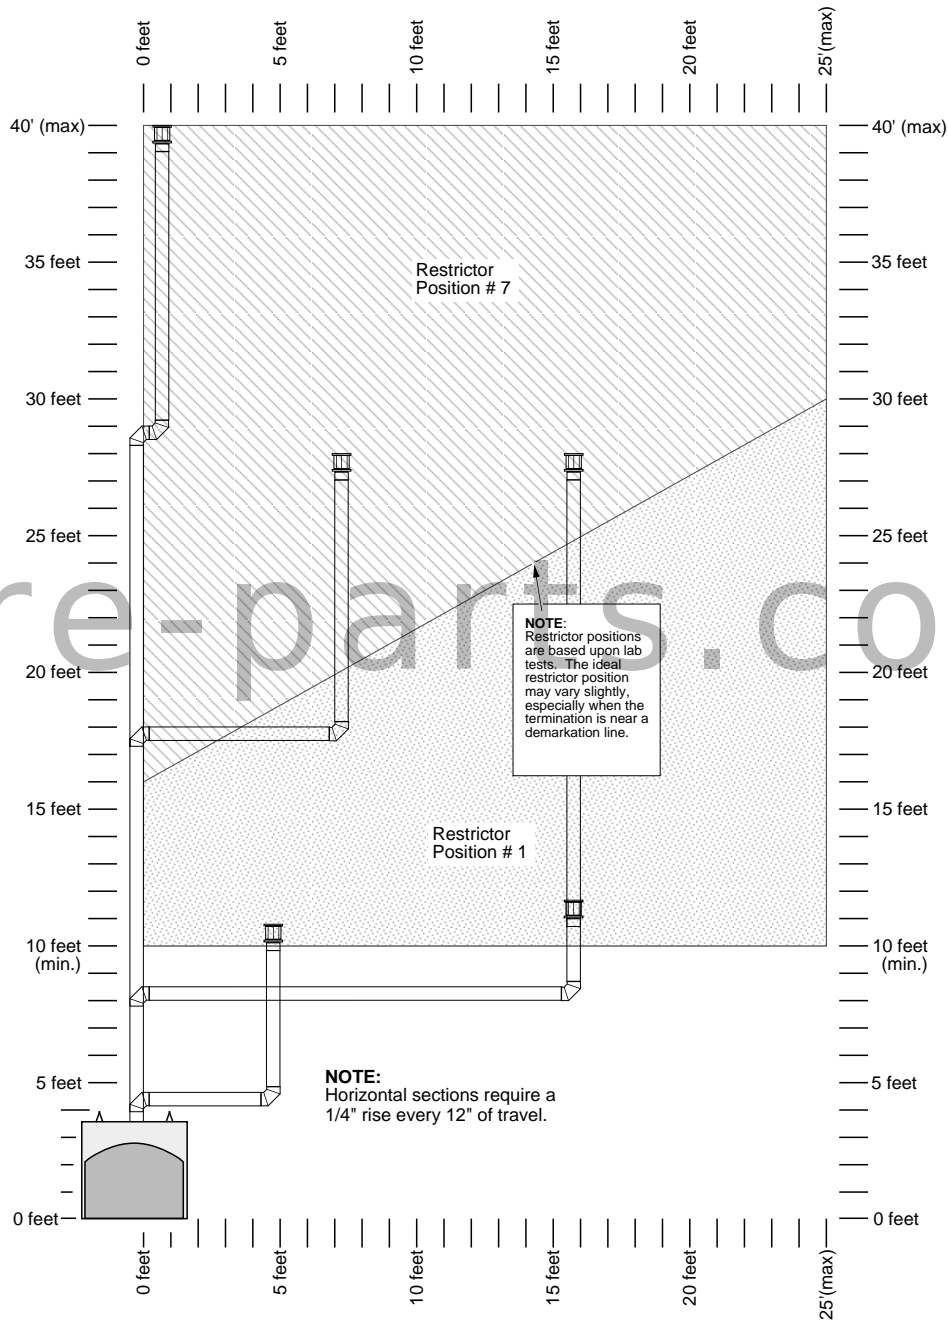 0 feet
5 feet
10 feet
15 feet
20 feet
25'(max)
40' (max)
40' (max)
35 feet
35 feet
Restrictor
Position # 7
30 feet
30 feet
25 feet
25 feet
re-parts.co
NOTE:
Restrictor positions
are based upon lab
tests. The ideal
restrictor position
may vary slightly,
especially when the
termination is near a
demarkation line.
20 feet
20 feet
15 feet
15 feet
Restrictor
Position # 1
10 feet
(min.)
10 feet
(min.)
5 feet
5 feet
NOTE:
Horizontal sections require a
1/4" rise every 12" of travel.
0 feet
0 feet
0 feet
5 feet
10 feet
15 feet
20 feet
25'(max)